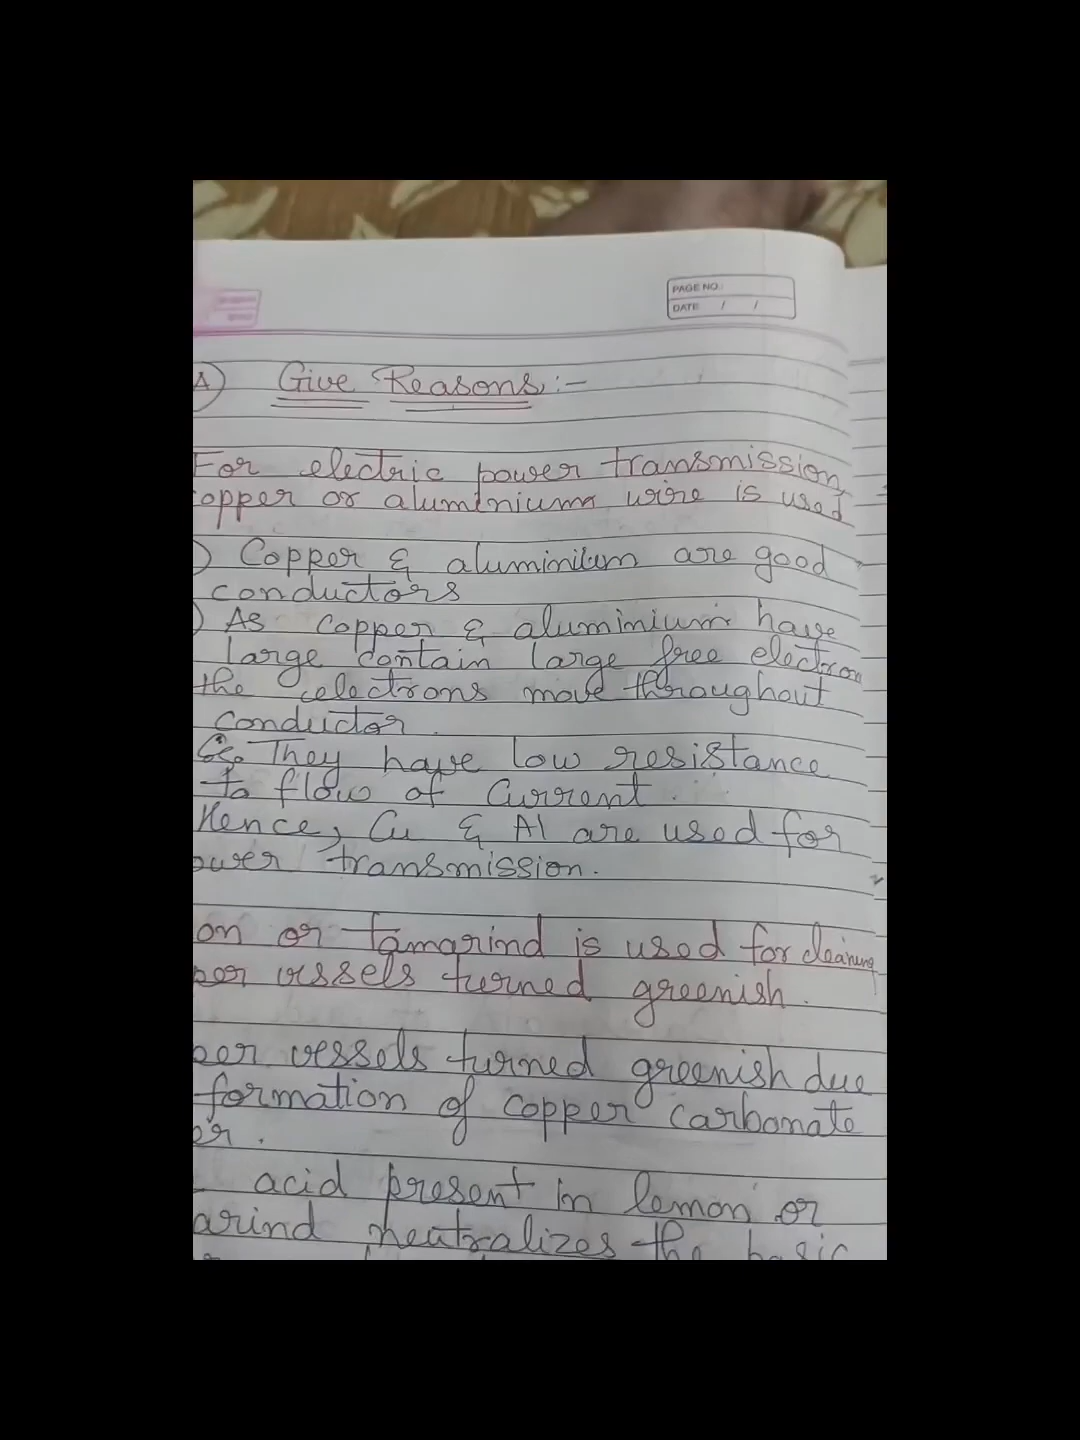 PAGE NO.:
DATE / /
A) Give Reasons :-
For electric power transmission,
opper or aluminium wire is used
) Copper & aluminium are good
conductors
) As copper & aluminium have
large contain large free electron
the electrons move throughout
conductor.
They have low resistance
to flow of current.
Hence, Cu & Al are used for
ower transmission.
on or tamarind is used for cleaning
per vessels turned greenish.
per vessels turned greenish due
formation of copper carbonate
er.
acid present in lemon or
arind neutralizes the basic